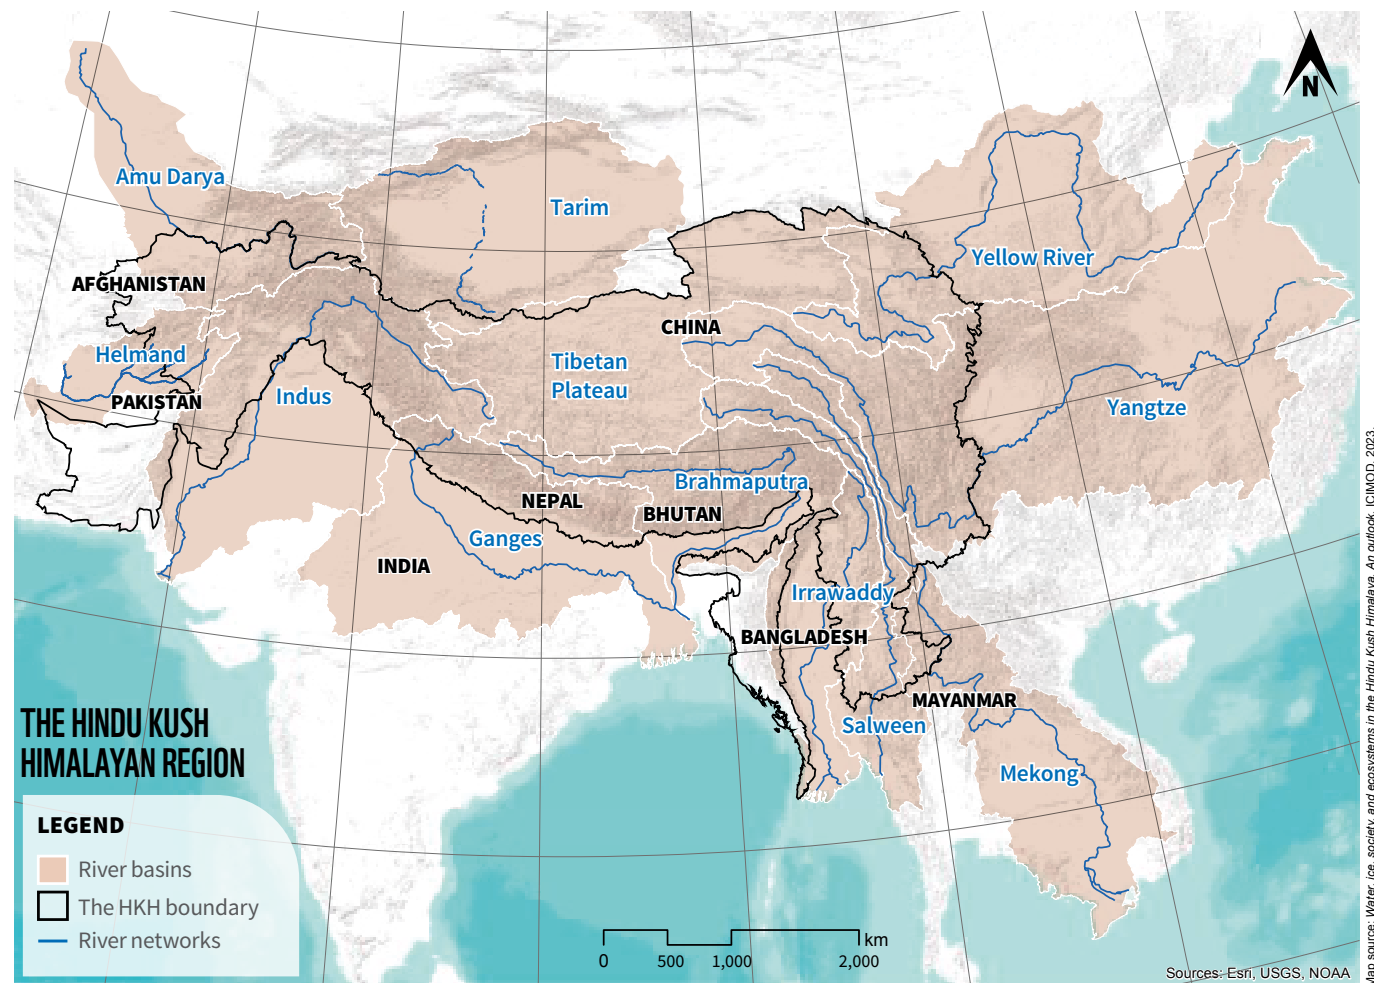 N
Amu Darya
Tarim
Yellow River
AFGHANISTAN
CHINA
Helmand
Tibetan
Plateau
PAKISTAN
Indus
Yangtze
Brahmaputra
NEPAL
BHUTAN
Ganges
INDIA
Irrawaddy
BANGLADESH
MAYANMAR
Salween
Mekong
THE HINDU KUSH
HIMALAYAN REGION
LEGEND
River basins
The HKH boundary
River networks
km
0 500 1,000 2,000
Sources: Esri, USGS, NOAA
Map source: Water, ice, society, and ecosystems in the Hindu Kush Himalaya. An outlook. ICIMOD. 2023.